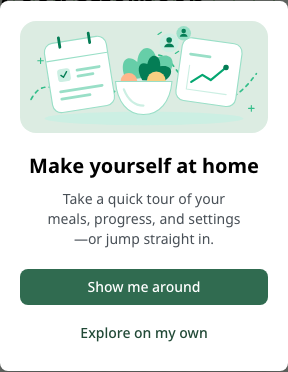 Make yourself at home
Take a quick tour of your
meals, progress, and settings
—or jump straight in.
Show me around
Explore on my own